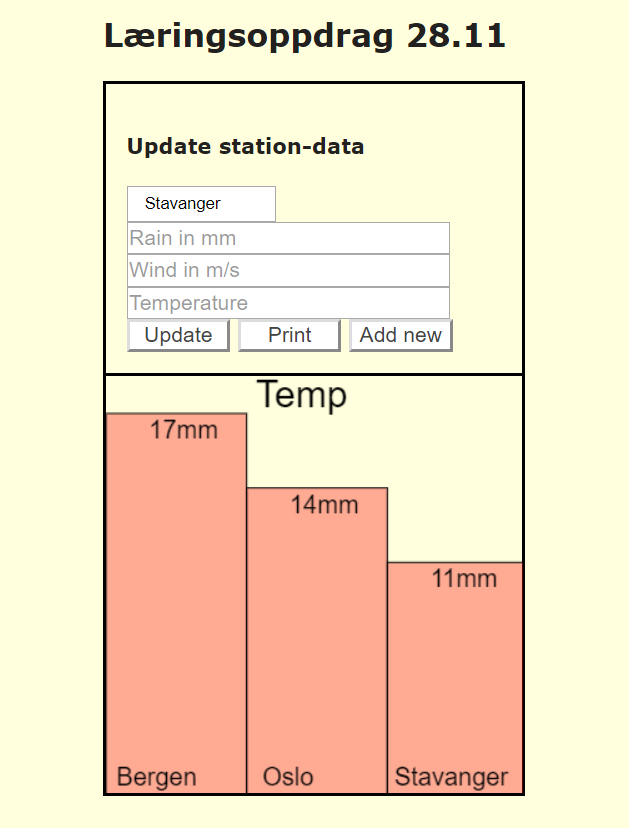 Læringsoppdrag 28.11
Update station-data
Stavanger
Rain in mm
Wind in m/s
Temperature
Update Print Add new
Temp
17mm
14mm
11mm
Bergen Oslo Stavanger